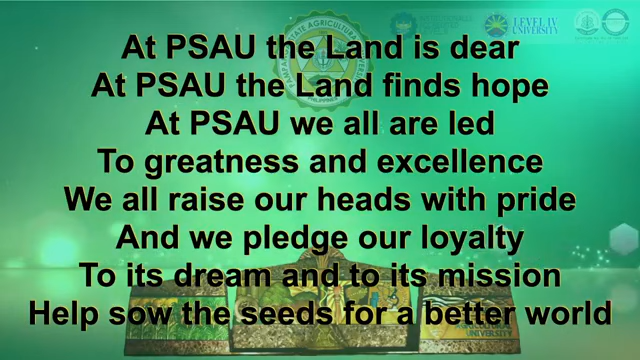 LEVEL IV
UNIVERSITY
At PSAU the Land is dear
At PSAU the Land finds hope
At PSAU we all are led
To greatness and excellence
We all raise our heads with pride
And we pledge our loyalty
To its dream and to its mission
Help sow the seeds for a better world
UNIVERSITY